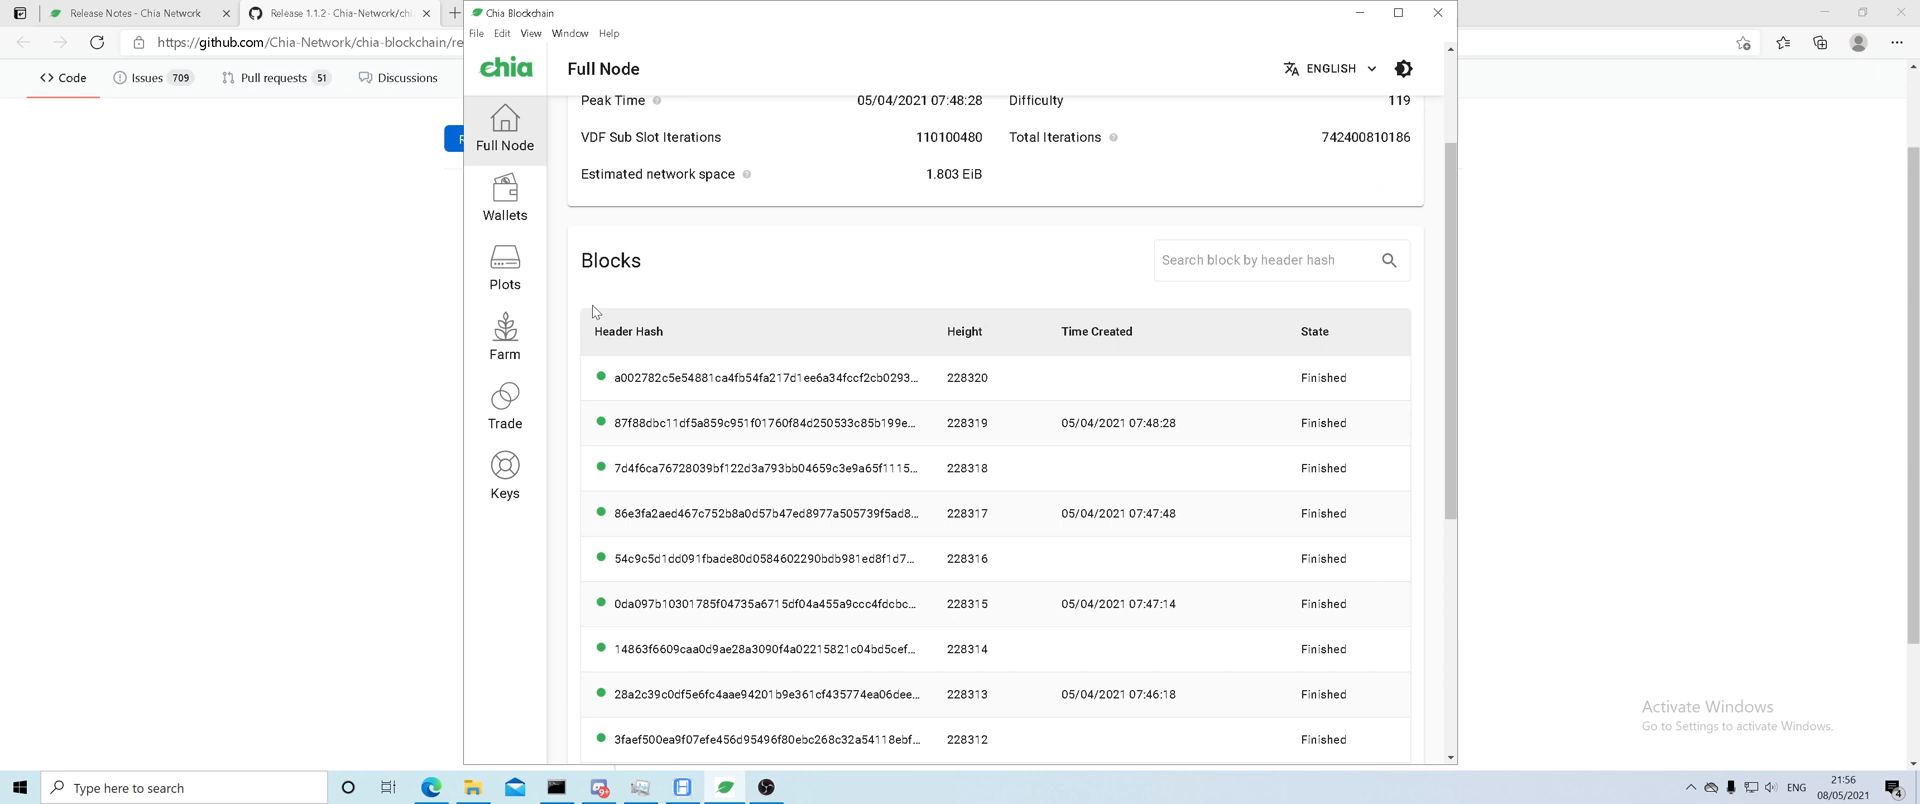 Release Notes - Chia Network
Release 1.1.2 · Chia-Network/chi
Chia Blockchain
https://github.com/Chia-Network/chia-blockchain/re
File Edit View Window Help
Code
Issues 709
Pull requests 51
Discussions
chia
Full Node
ENGLISH
Full Node
Wallets
Plots
Farm
Trade
Keys
Peak Time 05/04/2021 07:48:28 Difficulty 119
VDF Sub Slot Iterations 110100480 Total Iterations 742400810186
Estimated network space 1.803 EiB
Blocks
Search block by header hash
Header Hash Height Time Created State
a002782c5e54881ca4fb54fa217d1ee6a34fccf2cb0293... 228320 Finished
87f88dbc11df5a859c951f01760f84d250533c85b199e... 228319 05/04/2021 07:48:28 Finished
7d4f6ca76728039bf122d3a793bb04659c3e9a65f1115... 228318 Finished
86e3fa2aed467c752b8a0d57b47ed8977a505739f5ad8... 228317 05/04/2021 07:47:48 Finished
54c9c5d1dd091fbade80d0584602290bdb981ed8f1d7... 228316 Finished
0da097b10301785f04735a6715df04a455a9ccc4fdcbc... 228315 05/04/2021 07:47:14 Finished
14863f6609caa0d9ae28a3090f4a02215821c04bd5cef... 228314 Finished
28a2c39c0df5e6fc4aae94201b9e361cf435774ea06dee... 228313 05/04/2021 07:46:18 Finished
3faef500ea9f07efe456d95496f80ebc268c32a54118ebf... 228312 Finished
Activate Windows
Go to Settings to activate Windows.
Type here to search
9+
ENG
21:56
08/05/2021
4